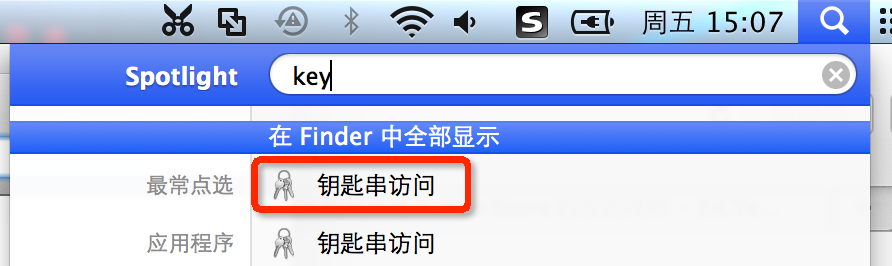 S 周五 15:07
Spotlight key
在 Finder 中全部显示
最常点选 钥匙串访问
应用程序 钥匙串访问